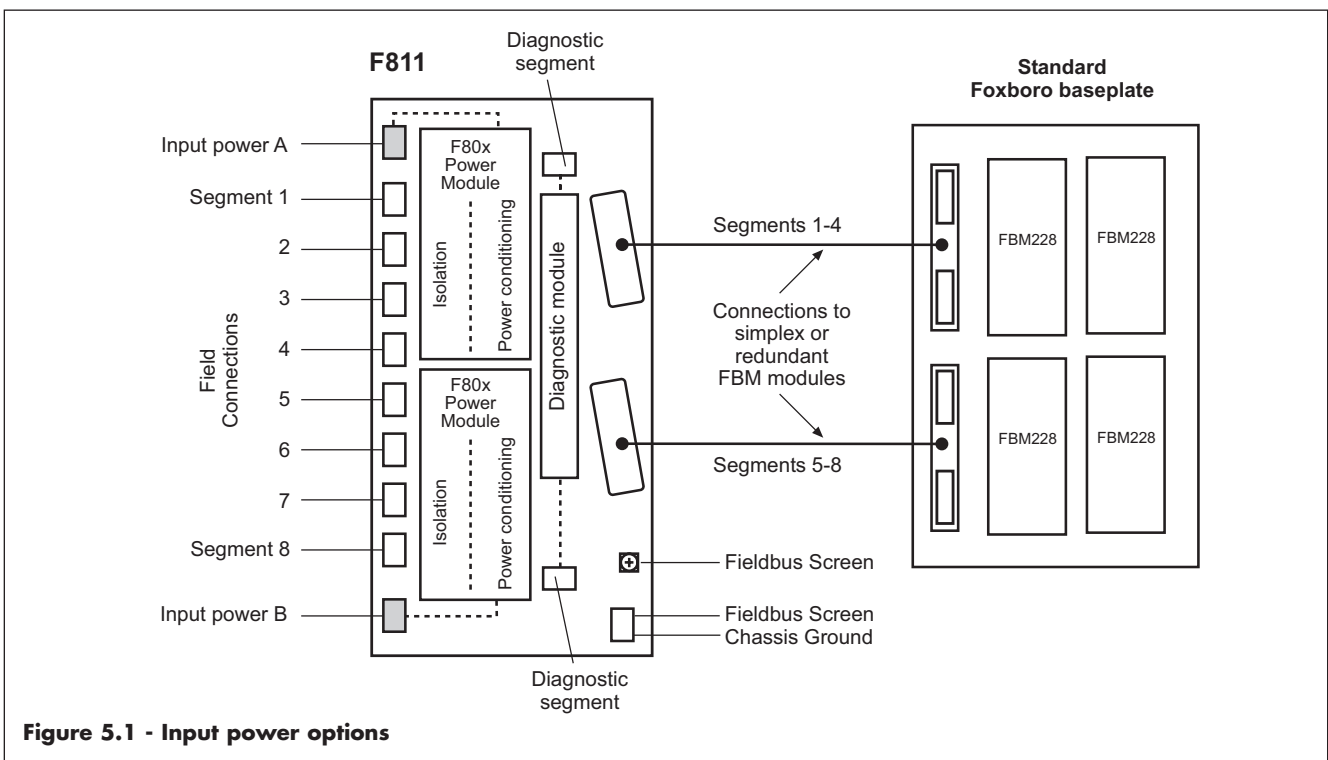 Diagnostic
segment
F811
Standard
Foxboro baseplate
Input power A
Segment 1
2
3
4
5
6
7
Segment 8
Input power B
Field
Connections
F80x
Power
Module
Isolation
Power conditioning
F80x
Power
Module
Isolation
Power conditioning
Diagnostic module
Segments 1-4
Connections to
simplex or
redundant
FBM modules
Segments 5-8
FBM228
FBM228
FBM228
FBM228
Fieldbus Screen
Fieldbus Screen
Chassis Ground
Diagnostic
segment
Figure 5.1 - Input power options